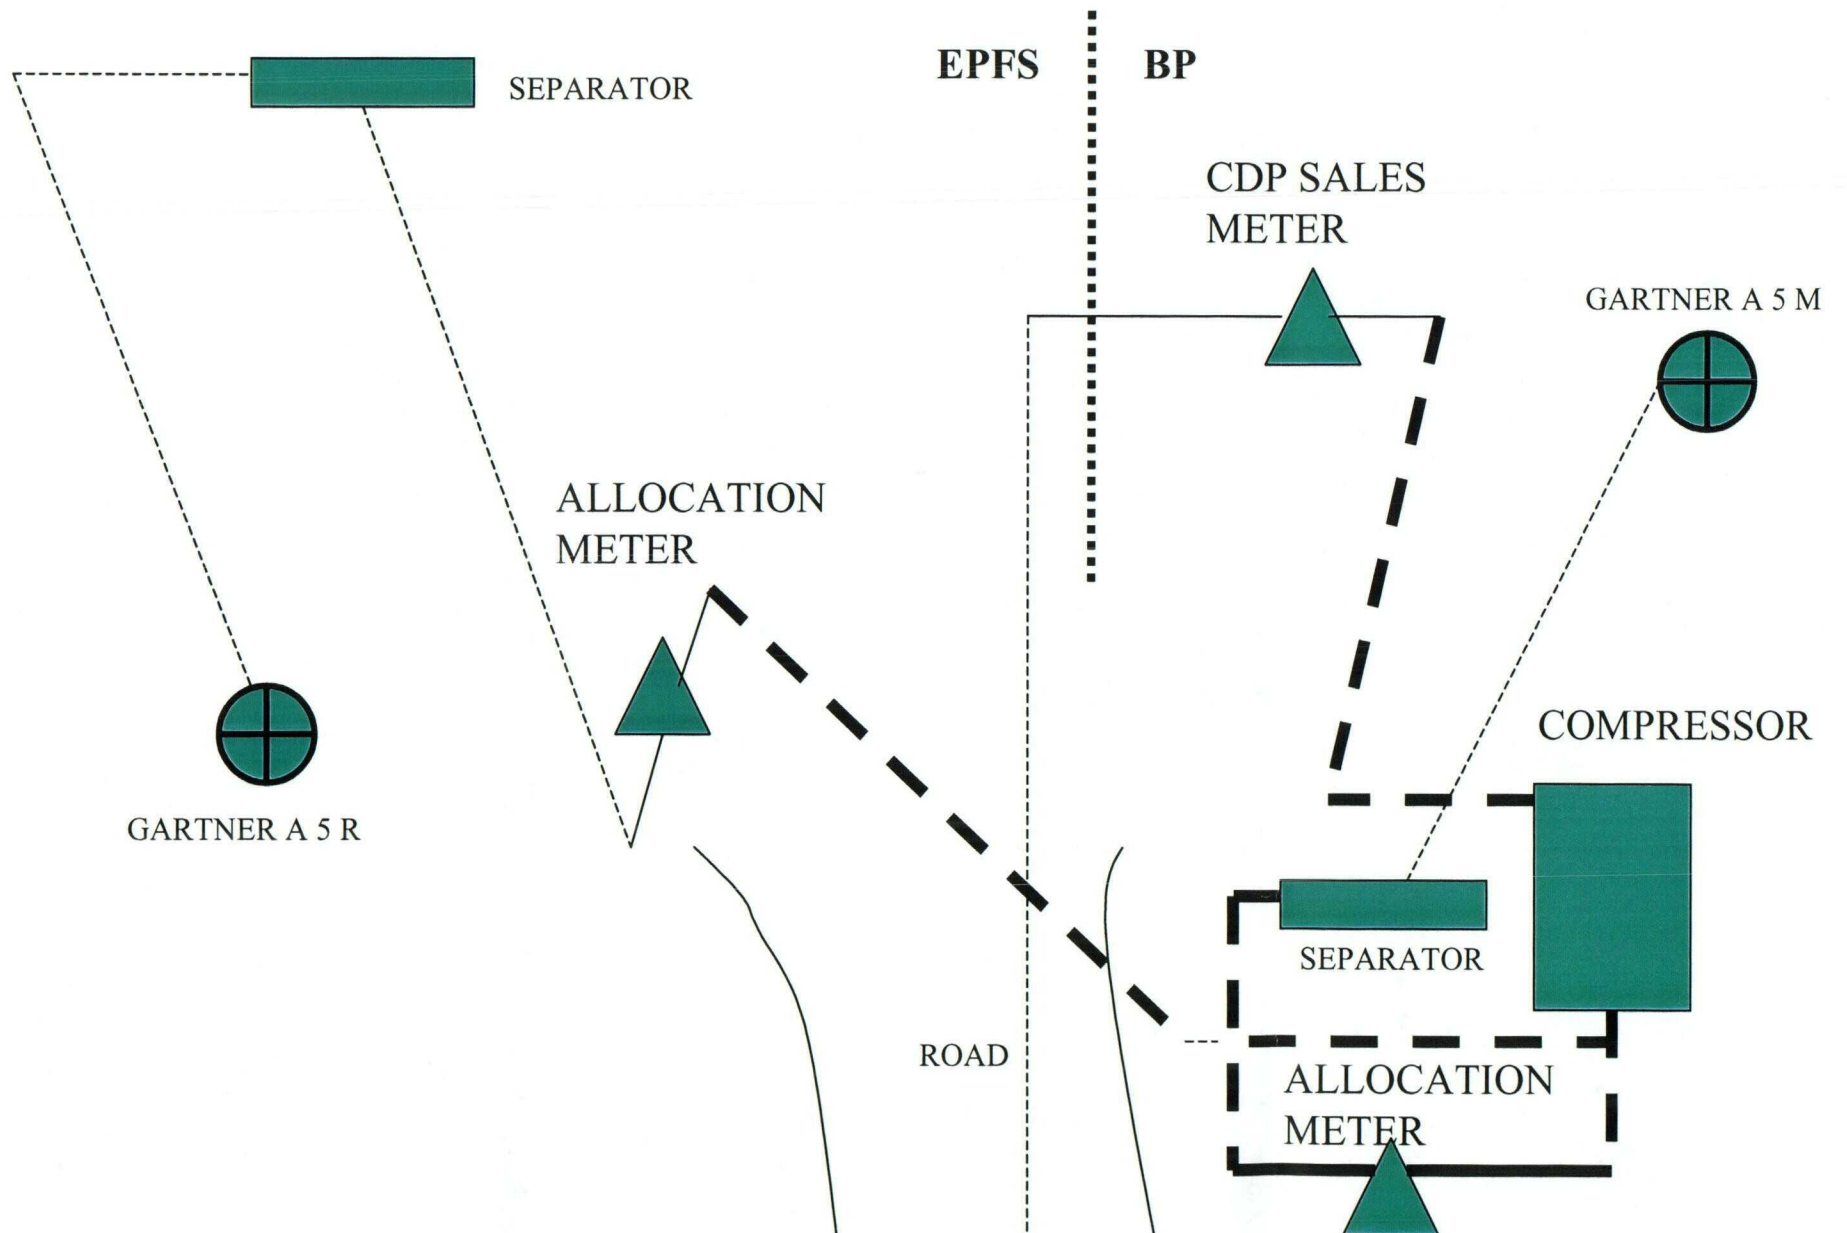 EPFS
BP
SEPARATOR
CDP SALES
METER
GARTNER A 5 M
ALLOCATION
METER
COMPRESSOR
GARTNER A 5 R
SEPARATOR
ROAD
ALLOCATION
METER